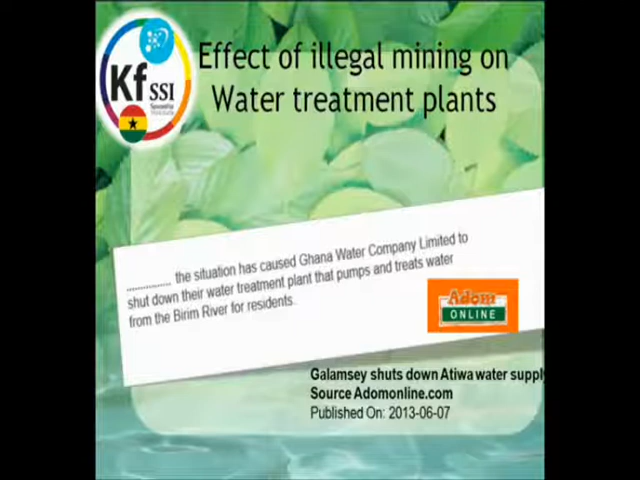 Effect of illegal mining on
Water treatment plants
Kf SSI
............... the situation has caused Ghana Water Company Limited to
shut down their water treatment plant that pumps and treats water
from the Birim River for residents.
Adom
ONLINE
Galamsey shuts down Atiwa water supply
Source Adomonline.com
Published On: 2013-06-07